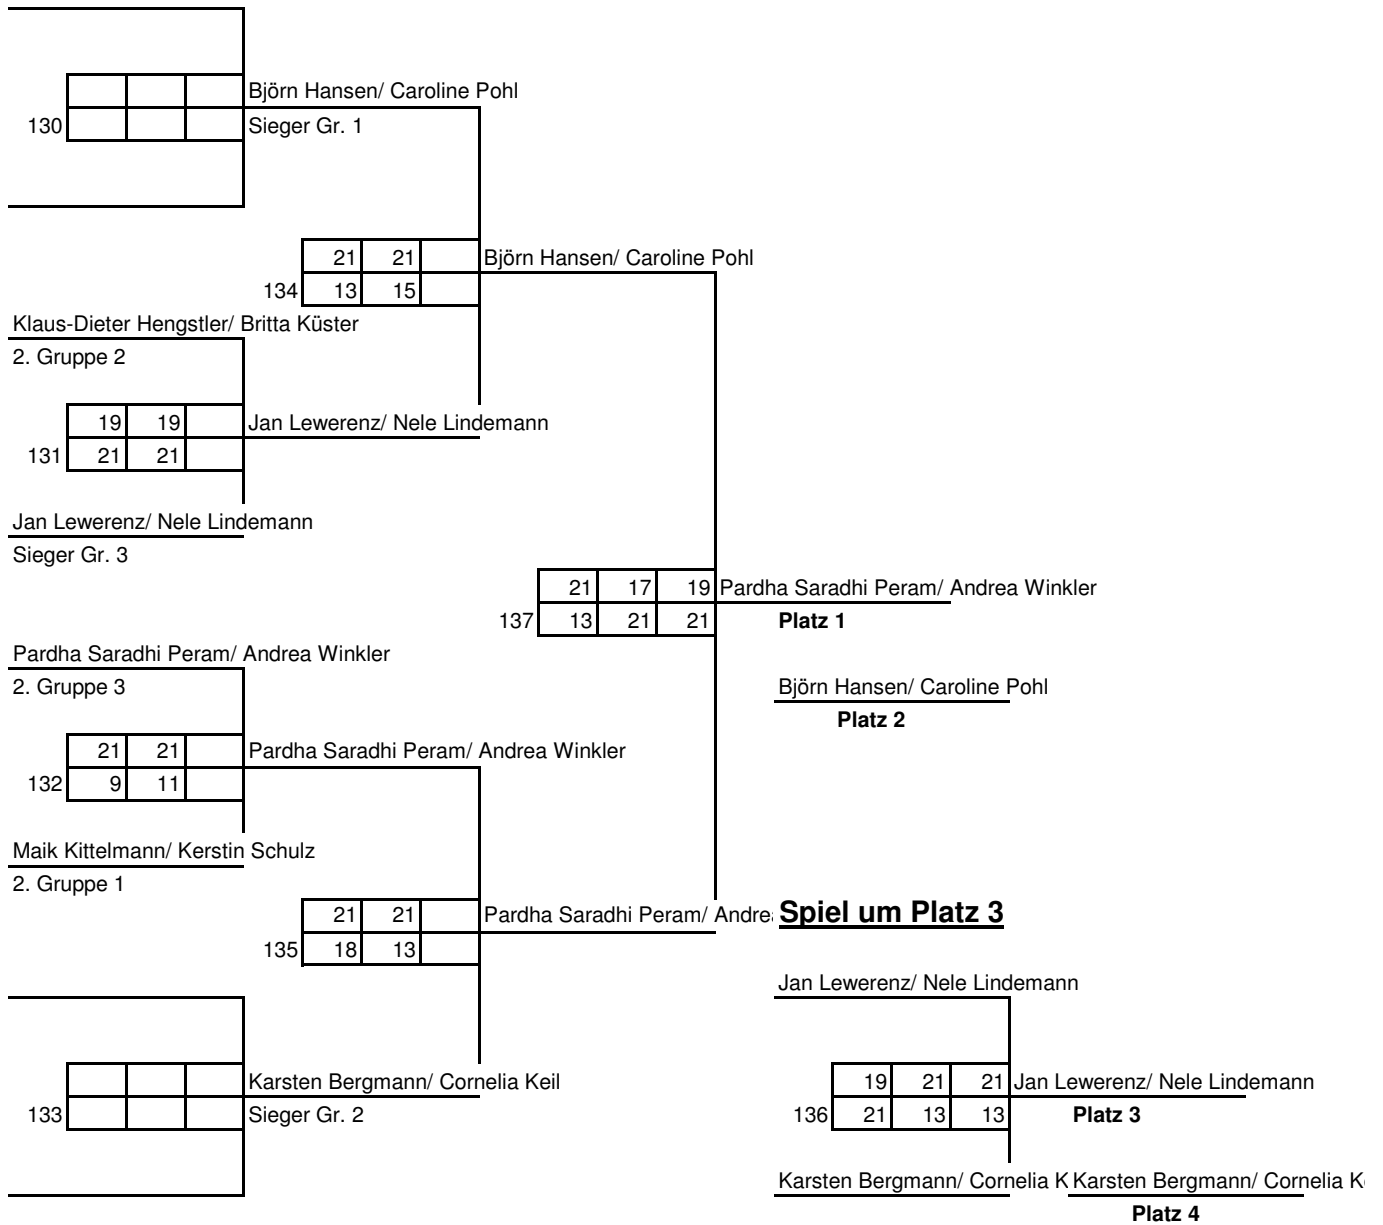 Björn Hansen/ Caroline Pohl
130 Sieger Gr. 1
21 21 Björn Hansen/ Caroline Pohl
134 13 15
Klaus-Dieter Hengstler/ Britta Küster
2. Gruppe 2
19 19 Jan Lewerenz/ Nele Lindemann
131 21 21
Jan Lewerenz/ Nele Lindemann
Sieger Gr. 3
21 17 19 Pardha Saradhi Peram/ Andrea Winkler
137 13 21 21 Platz 1
Pardha Saradhi Peram/ Andrea Winkler
2. Gruppe 3 Björn Hansen/ Caroline Pohl
Platz 2
21 21 Pardha Saradhi Peram/ Andrea Winkler
132 9 11
Maik Kittelmann/ Kerstin Schulz
2. Gruppe 1
21 21 Pardha Saradhi Peram/ Andre Spiel um Platz 3
135 18 13
Jan Lewerenz/ Nele Lindemann
Karsten Bergmann/ Cornelia Keil 19 21 21 Jan Lewerenz/ Nele Lindemann
133 Sieger Gr. 2 136 21 13 13 Platz 3
Karsten Bergmann/ Cornelia K Karsten Bergmann/ Cornelia K
Platz 4